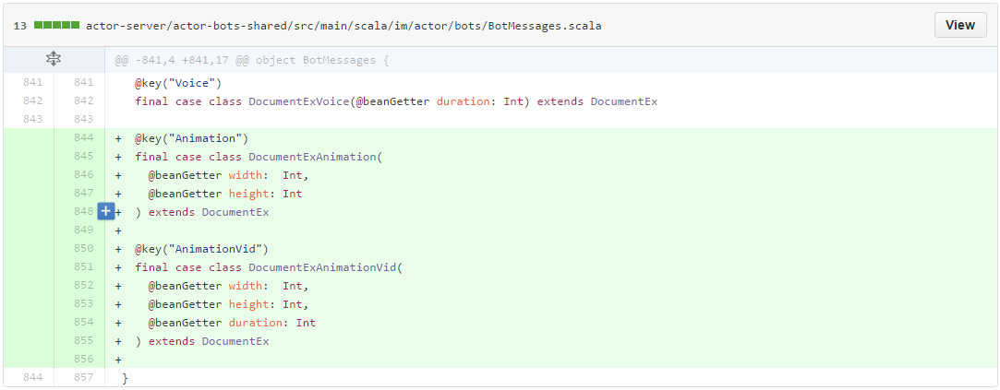 13 actor-server/actor-bots-shared/src/main/scala/im/actor/bots/BotMessages.scala View
@@ -841,4 +841,17 @@ object BotMessages {
841 841 @key("Voice")
842 842 final case class DocumentExVoice(@beanGetter duration: Int) extends DocumentEx
843 843
844 + @key("Animation")
845 + final case class DocumentExAnimation(
846 + @beanGetter width:  Int,
847 + @beanGetter height: Int
848 + ) extends DocumentEx
849 +
850 + @key("AnimationVid")
851 + final case class DocumentExAnimationVid(
852 + @beanGetter width:  Int,
853 + @beanGetter height: Int,
854 + @beanGetter duration: Int
855 + ) extends DocumentEx
856 +
844 857 }